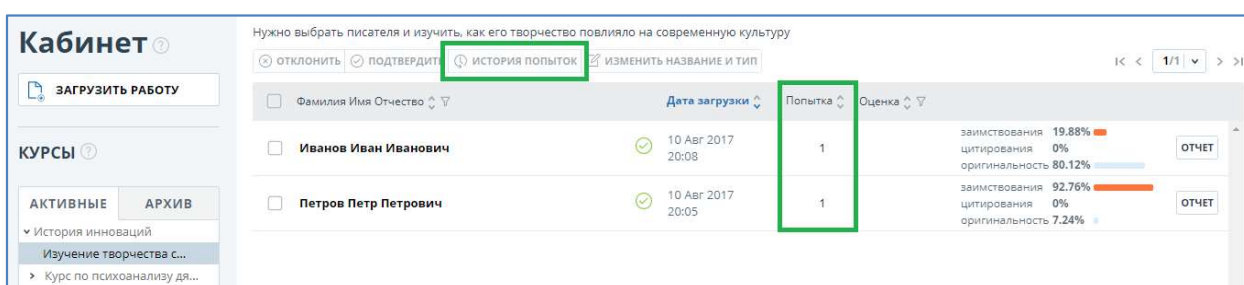 Кабинет
ЗАГРУЗИТЬ РАБОТУ
КУРСЫ
АКТИВНЫЕ АРХИВ
История инноваций
Изучение творчества с...
Курс по психоанализу дя...
Нужно выбрать писателя и изучить, как его творчество повлияло на современную культуру
ОТКЛОНИТЬ ПОДТВЕРДИТЬ ИСТОРИЯ ПОПЫТОК ИЗМЕНИТЬ НАЗВАНИЕ И ТИП
1/1
Фамилия Имя Отчество Дата загрузки Попытка Оценка
Иванов Иван Иванович 10 Авг 2017 20:08 1
заимствования 19.88%
цитирования 0%
оригинальность 80.12%
ОТЧЕТ
Петров Петр Петрович 10 Авг 2017 20:05 1
заимствования 92.76%
цитирования 0%
оригинальность 7.24%
ОТЧЕТ